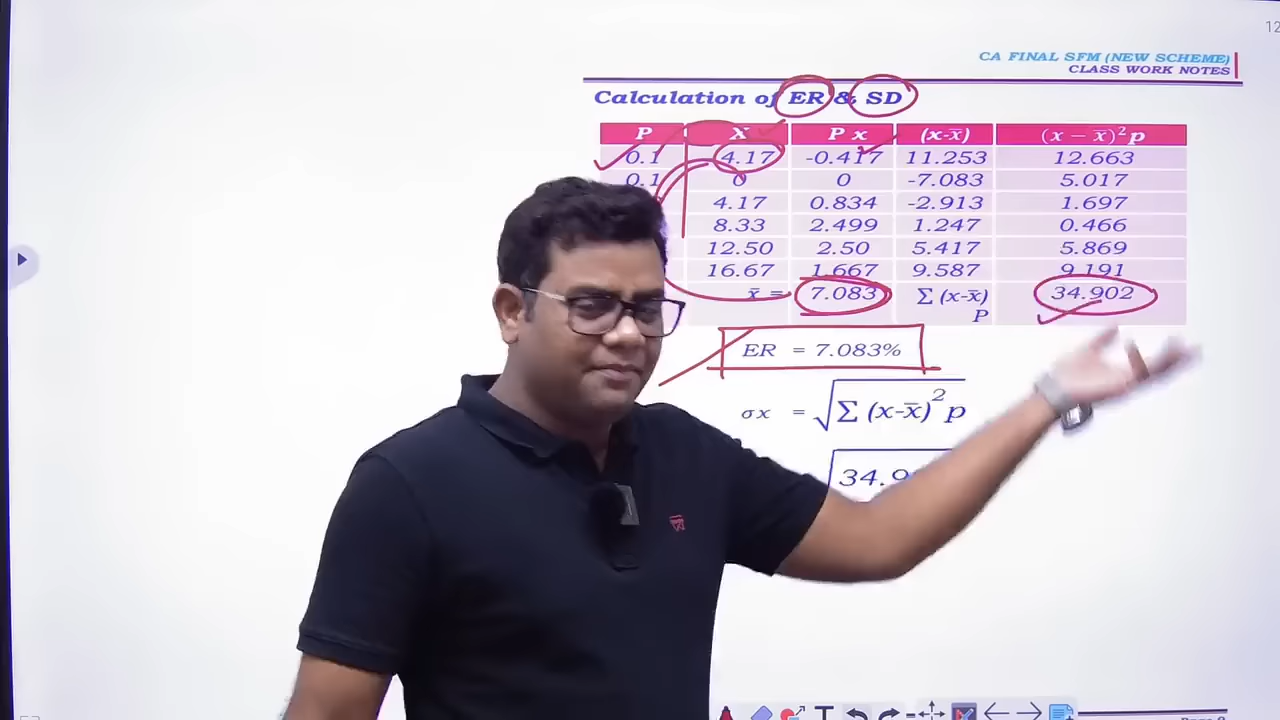 CA FINAL SFM (NEW SCHEME)
CLASS WORK NOTES
Calculation of ER & SD
P X P x (x-x̄) (x − x̄)²p
0.1 4.17 -0.417 11.253 12.663
0.1 0 0 -7.083 5.017
4.17 0.834 -2.913 1.697
8.33 2.499 1.247 0.466
12.50 2.50 5.417 5.869
16.67 1.667 9.587 9.191
x̄ = 7.083 ∑ (x-x̄) 34.902
P
ER = 7.083%
σx = √∑ (x-x̄)²p
34.9